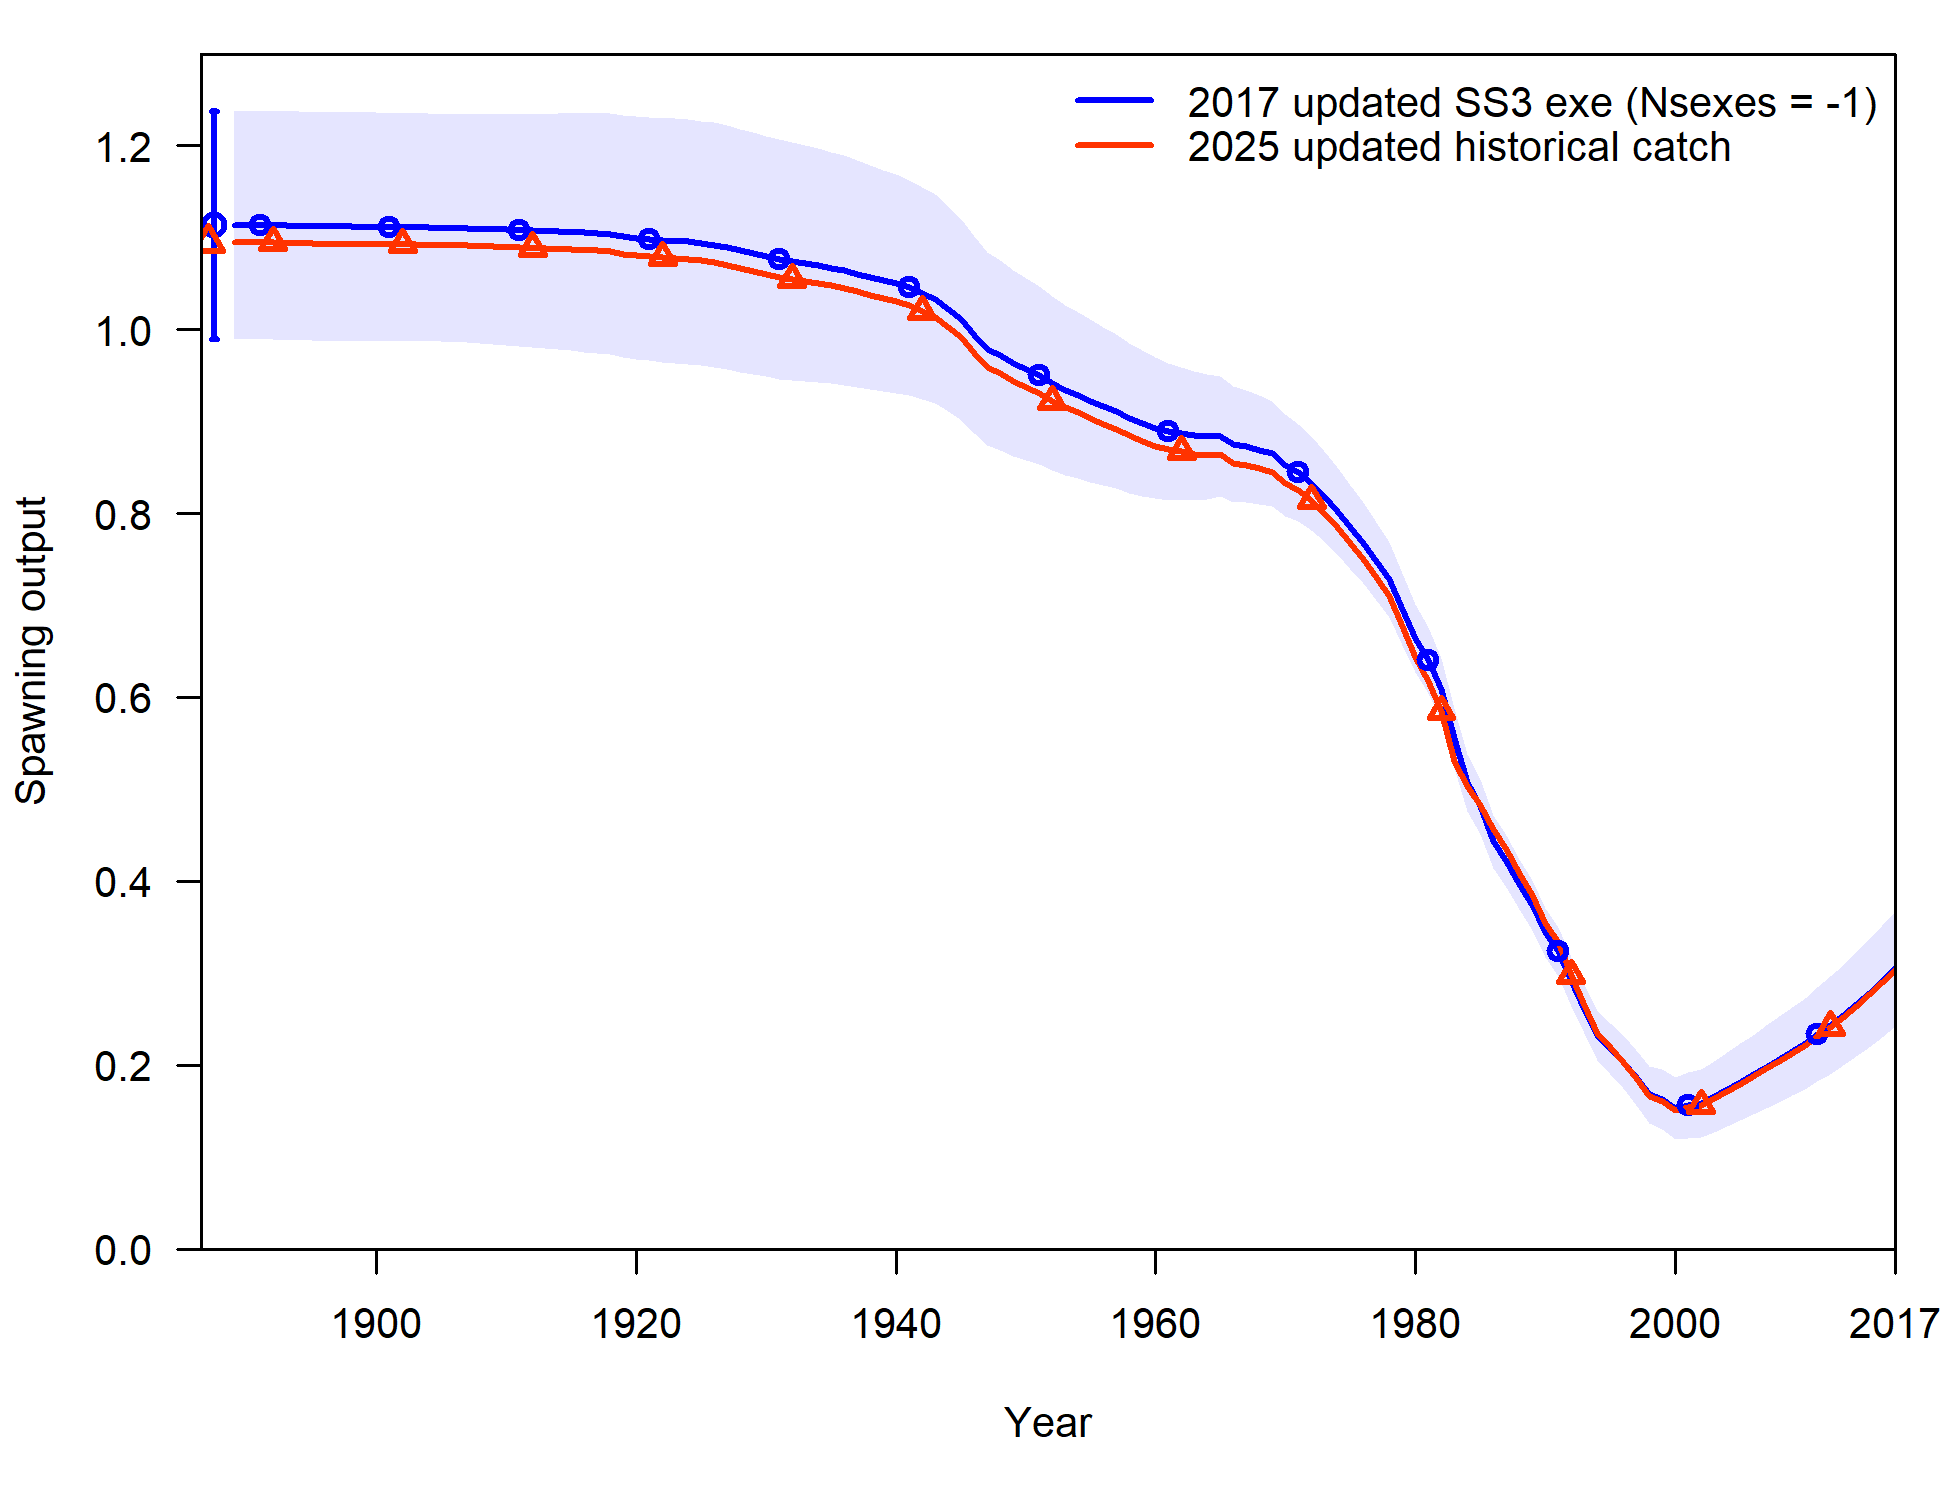 2017 updated SS3 exe (Nsexes = -1)
2025 updated historical catch
Spawning output
1.2
1.0
0.8
0.6
0.4
0.2
0.0
1900 1920 1940 1960 1980 2000 2017
Year